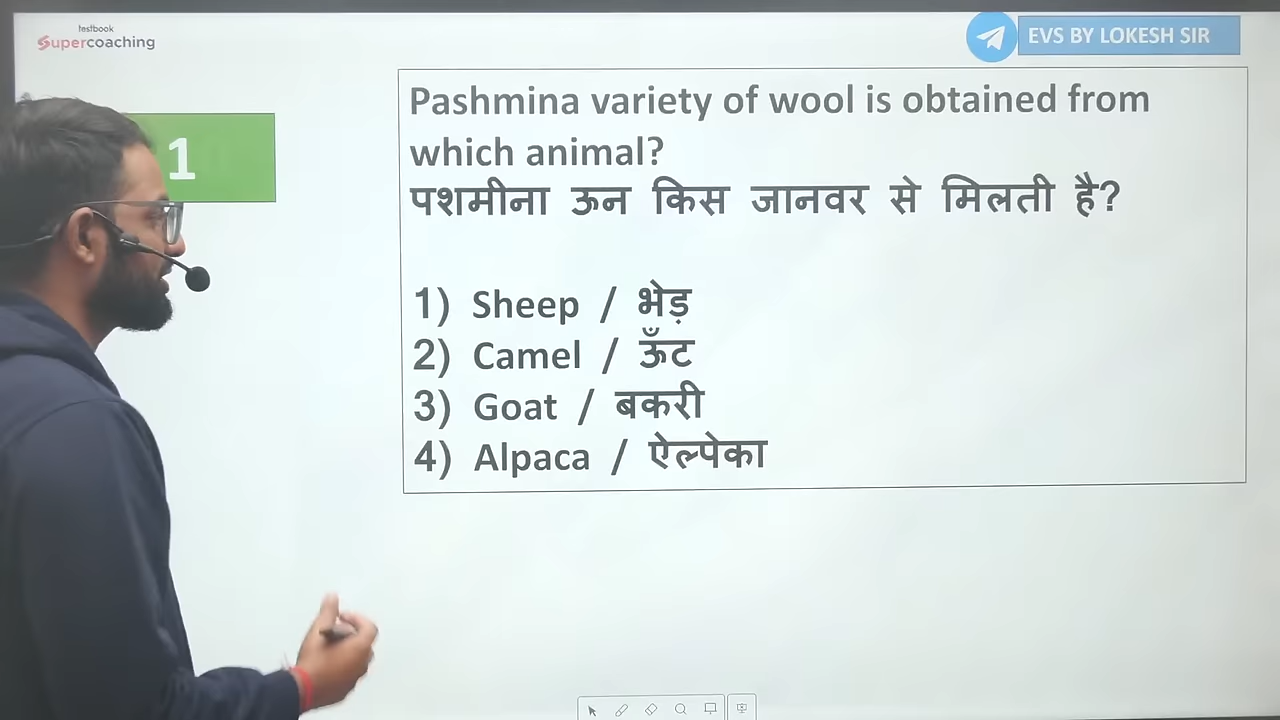 testbook
Supercoaching
EVS BY LOKESH SIR
1
Pashmina variety of wool is obtained from
which animal?
पशमीना ऊन किस जानवर से मिलती है?
1) Sheep / भेड़
2) Camel / ऊँट
3) Goat / बकरी
4) Alpaca / ऐल्पेका